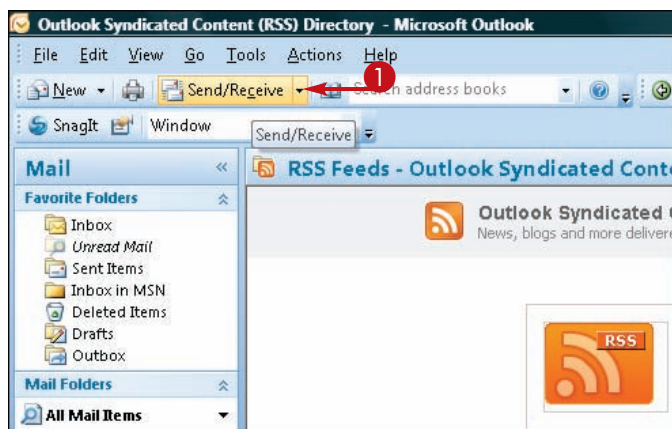 Outlook Syndicated Content (RSS) Directory - Microsoft Outlook
File Edit View Go Tools Actions Help
New Send/Receive 1 Search address books
SnagIt Window
Send/Receive
Mail «
RSS Feeds - Outlook Syndicated Conte
Favorite Folders
Outlook Syndicated
News, blogs and more delivere
Inbox
Unread Mail
Sent Items
Inbox in MSN
Deleted Items
Drafts
Outbox
RSS
Mail Folders
All Mail Items